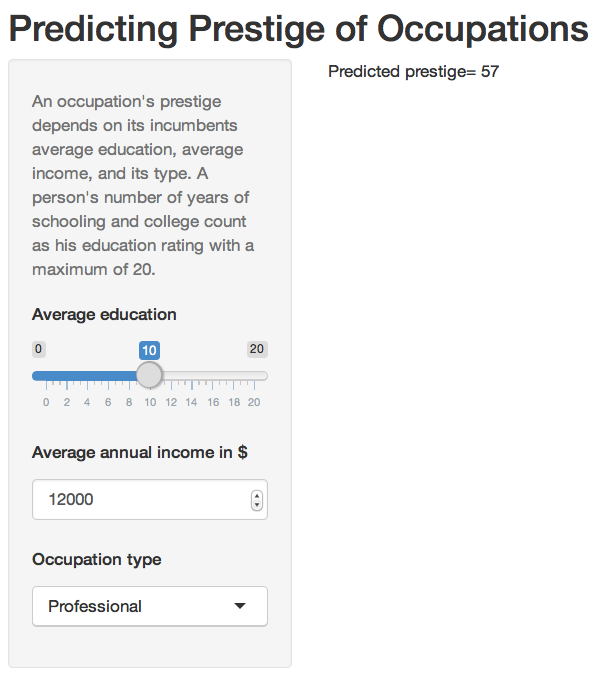 Predicting Prestige of Occupations
An occupation's prestige
depends on its incumbents
average education, average
income, and its type. A
person's number of years of
schooling and college count
as his education rating with a
maximum of 20.
Average education
0 10 20
0 2 4 6 8 10 12 14 16 18 20
Average annual income in $
12000
Occupation type
Professional
Predicted prestige= 57